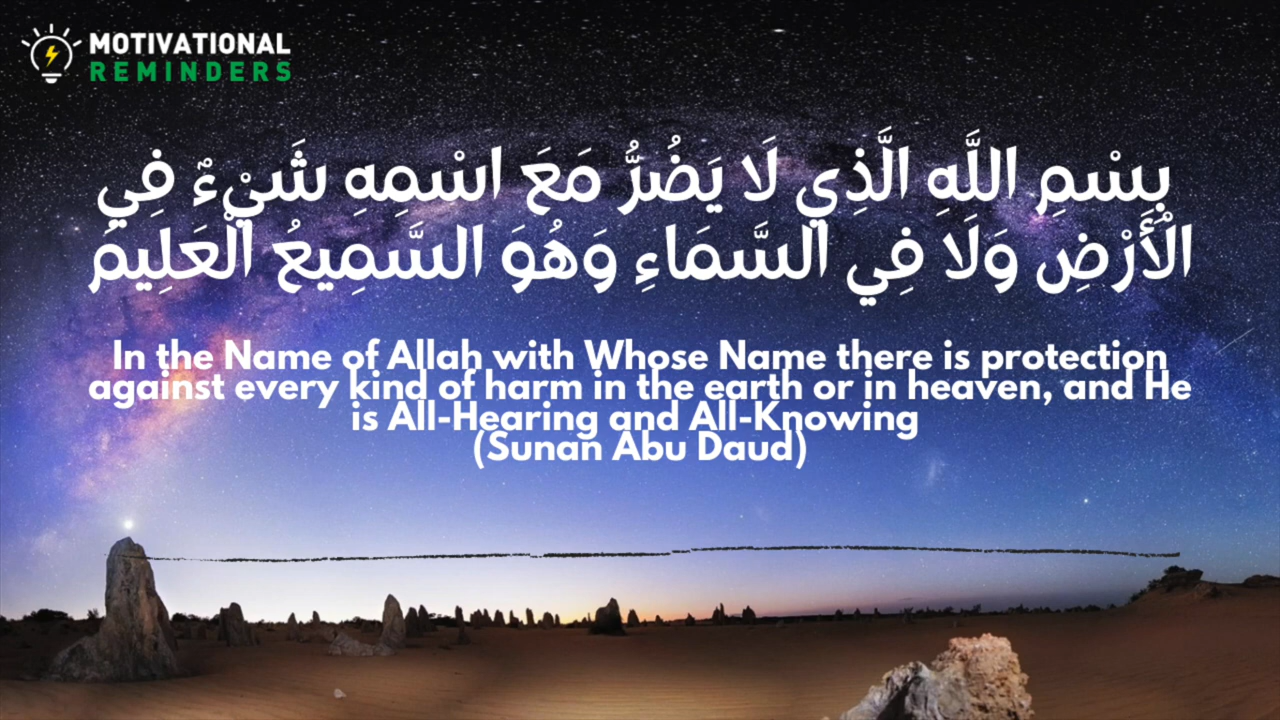 MOTIVATIONAL
REMINDERS
بِسْمِ اللَّهِ الَّذِي لَا يَضُرُّ مَعَ اسْمِهِ شَيْءٌ فِي
الْأَرْضِ وَلَا فِي السَّمَاءِ وَهُوَ السَّمِيعُ الْعَلِيمُ
In the Name of Allah with Whose Name there is protection
against every kind of harm in the earth or in heaven, and He
is All-Hearing and All-Knowing
(Sunan Abu Daud)